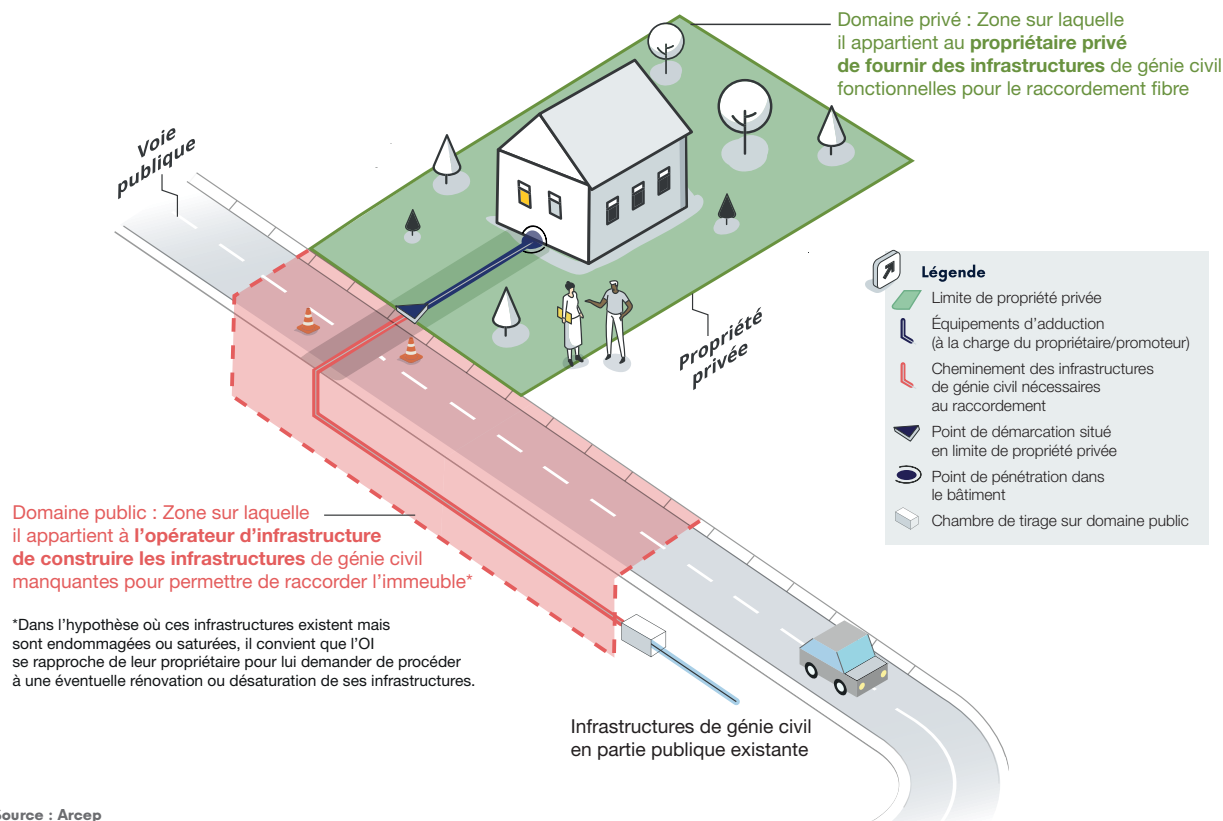 Domaine privé : Zone sur laquelle
il appartient au propriétaire privé
de fournir des infrastructures de génie civil
fonctionnelles pour le raccordement fibre
Voie
publique
Propriété
privée
Légende
Limite de propriété privée
Équipements d’adduction
(à la charge du propriétaire/promoteur)
Cheminement des infrastructures
de génie civil nécessaires
au raccordement
Point de démarcation situé
en limite de propriété privée
Point de pénétration dans
le bâtiment
Chambre de tirage sur domaine public
Domaine public : Zone sur laquelle
il appartient à l’opérateur d’infrastructure
de construire les infrastructures de génie civil
manquantes pour permettre de raccorder l’immeuble*
*Dans l’hypothèse où ces infrastructures existent mais
sont endommagées ou saturées, il convient que l’OI
se rapproche de leur propriétaire pour lui demander de procéder
à une éventuelle rénovation ou désaturation de ses infrastructures.
Infrastructures de génie civil
en partie publique existante
Source : Arcep